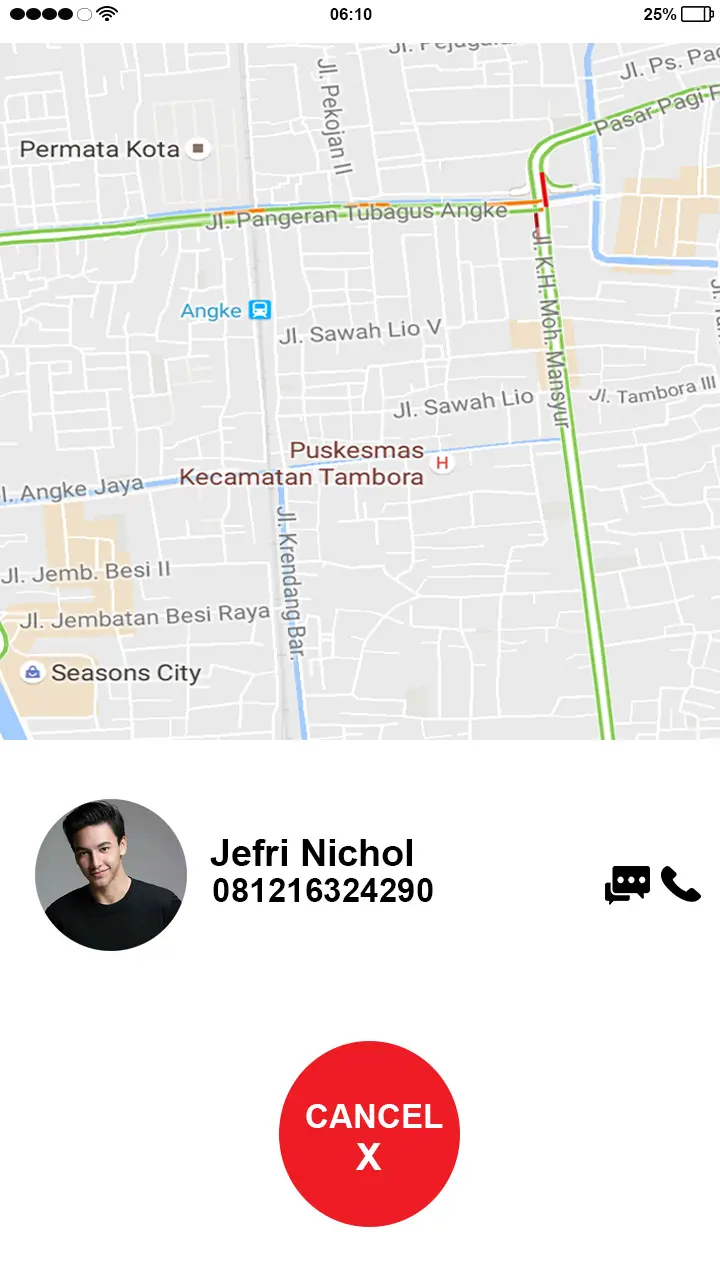 06:10
25%
Jl. Pekojan II
Jl. Ps. Pag
Pasar Pagi F
Permata Kota
Jl. Pangeran Tubagus Angke
Jl. K.H. Moh. Mansyur
Angke
Jl. Sawah Lio V
Jl. Sawah Lio
Jl. Tambora III
Puskesmas
Kecamatan Tambora
H
l. Angke Jaya
Jl. Krendang Bar.
Jl. Jemb. Besi II
Jl. Jembatan Besi Raya
Seasons City
Jefri Nichol
081216324290
CANCEL
X